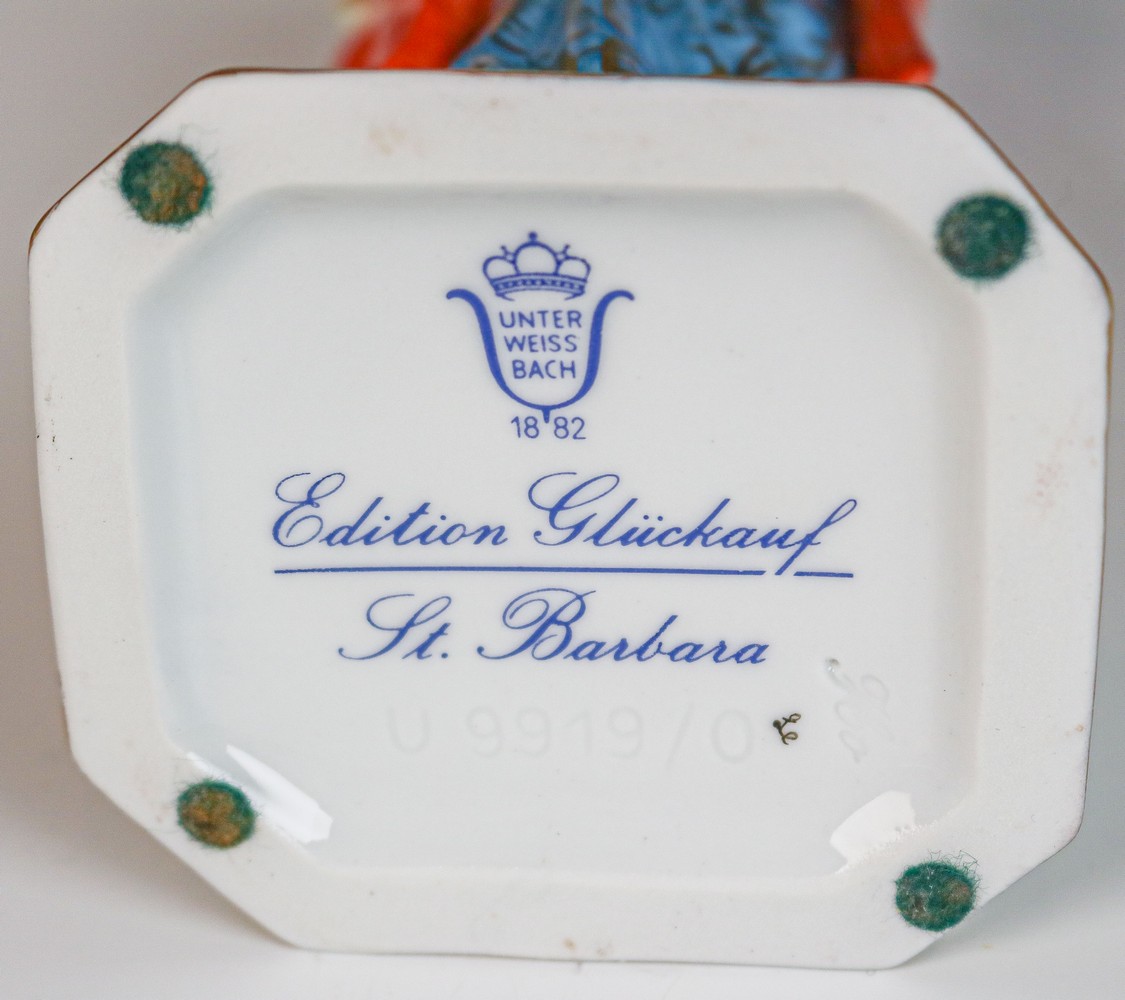 UNTER
WEISS
BACH
18 82
Edition Glückauf
St. Barbara
U 9919/0